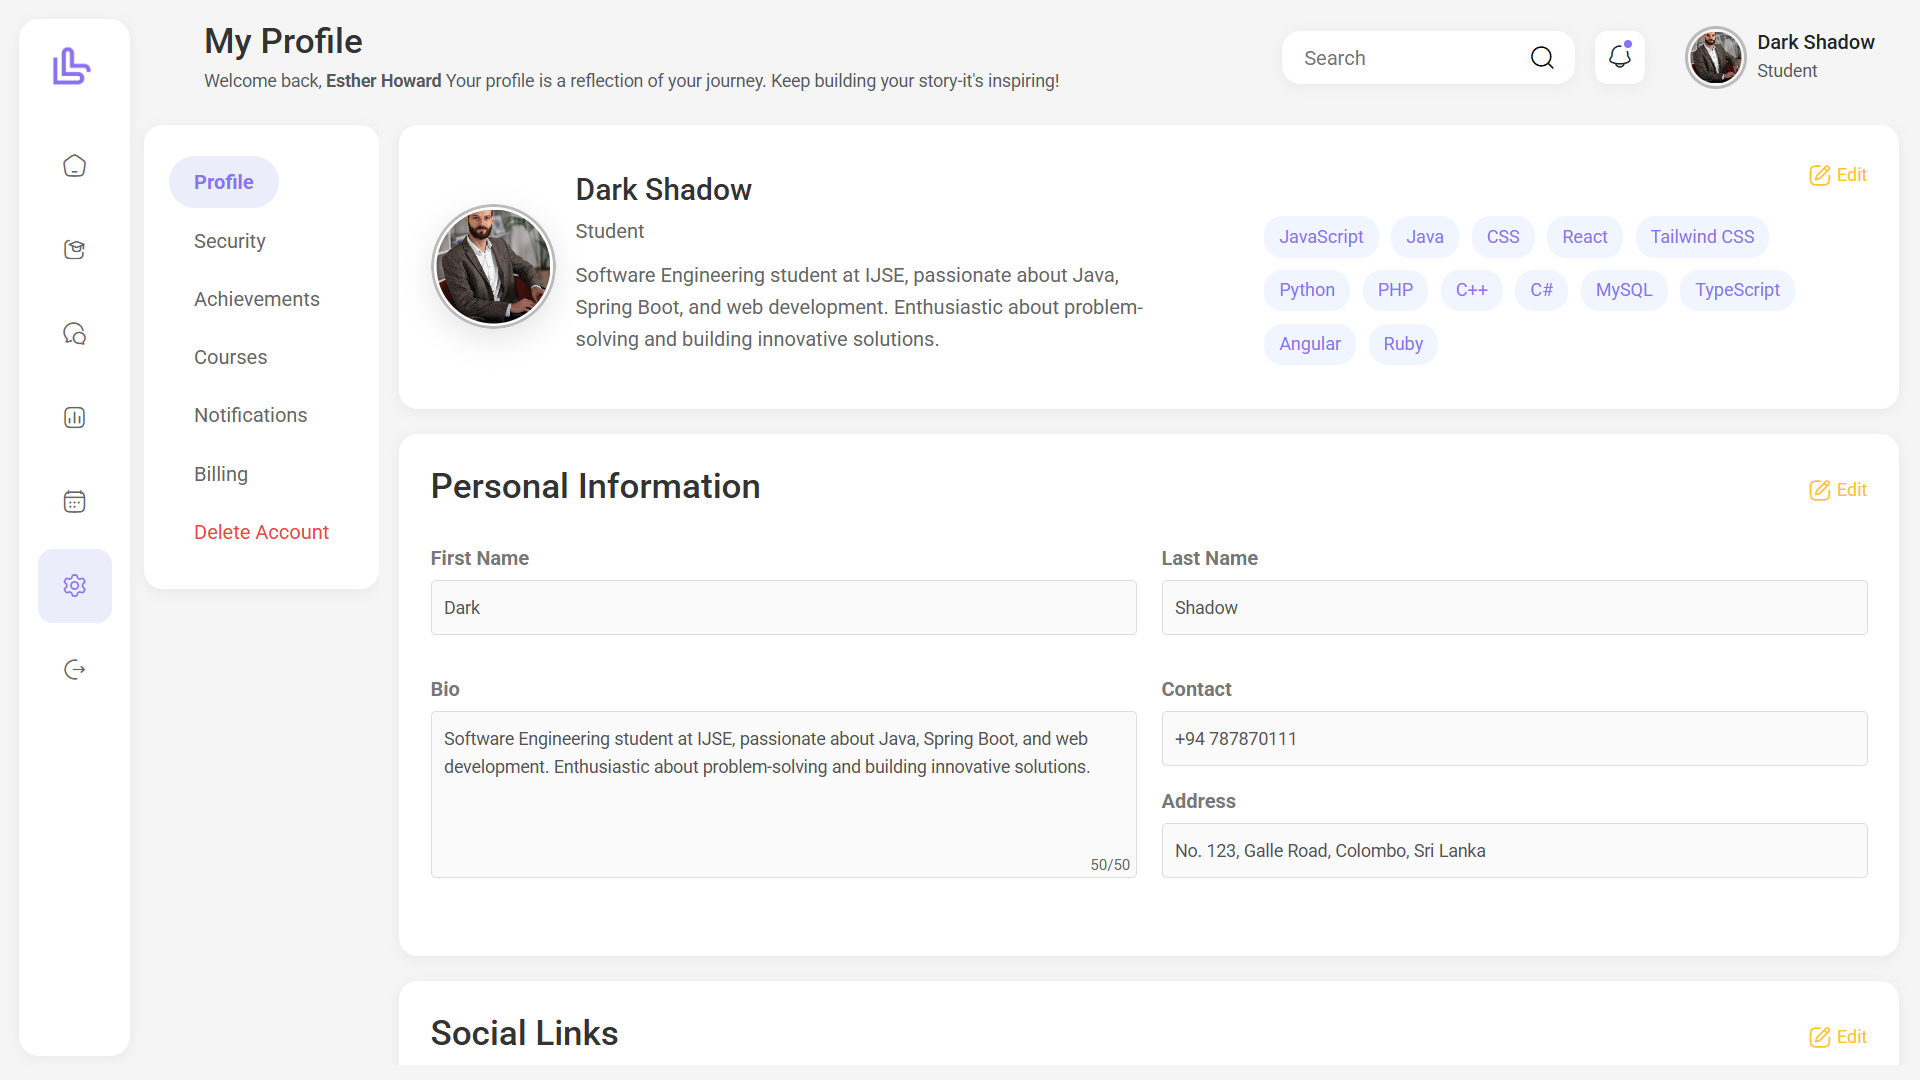 My Profile
Welcome back, Esther Howard Your profile is a reflection of your journey. Keep building your story-it's inspiring!
Search
Dark Shadow
Student
Profile
Security
Achievements
Courses
Notifications
Billing
Delete Account
Dark Shadow
Student
Software Engineering student at IJSE, passionate about Java,
Spring Boot, and web development. Enthusiastic about problem-
solving and building innovative solutions.
Edit
JavaScript Java CSS React Tailwind CSS
Python PHP C++ C# MySQL TypeScript
Angular Ruby
Personal Information
Edit
First Name
Dark
Last Name
Shadow
Bio
Software Engineering student at IJSE, passionate about Java, Spring Boot, and web
development. Enthusiastic about problem-solving and building innovative solutions.
50/50
Contact
+94 787870111
Address
No. 123, Galle Road, Colombo, Sri Lanka
Social Links
Edit